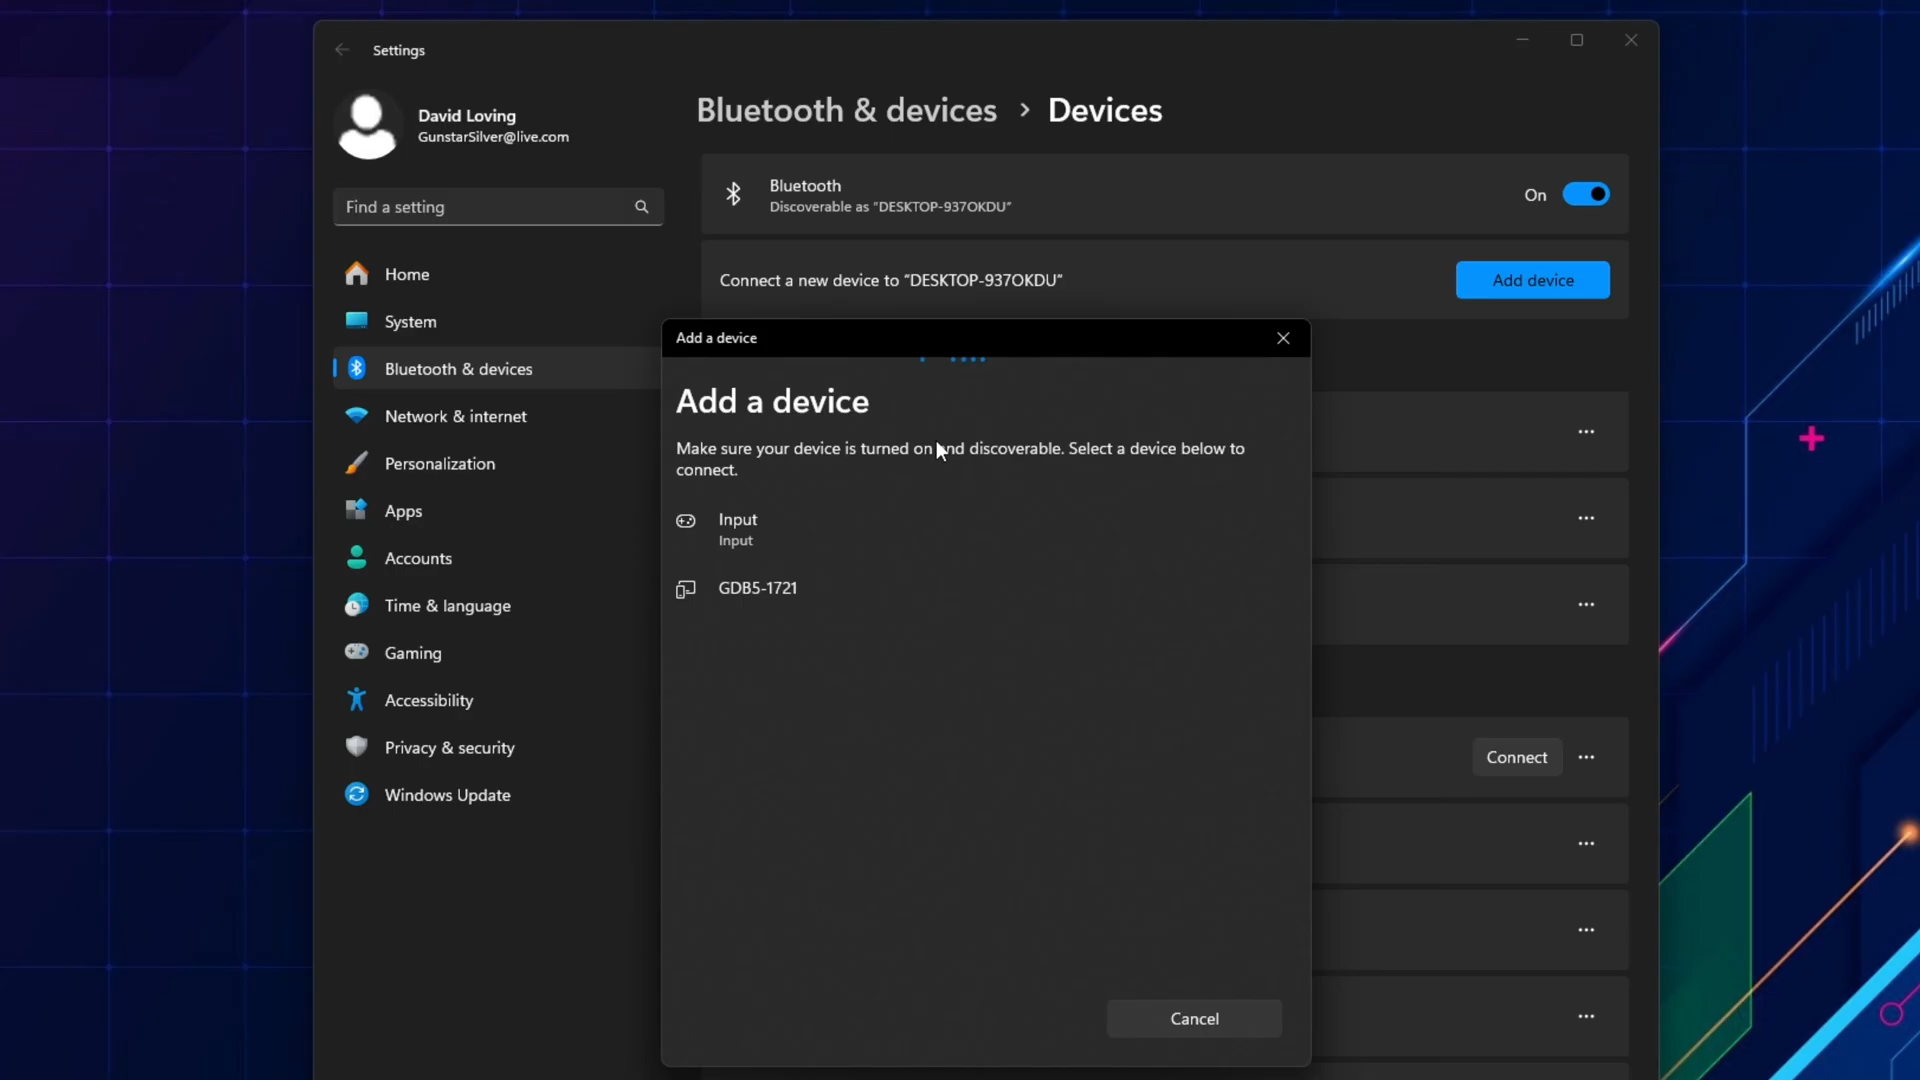 Settings
David Loving
GunstarSilver@live.com
Find a setting
Home
System
Bluetooth & devices
Network & internet
Personalization
Apps
Accounts
Time & language
Gaming
Accessibility
Privacy & security
Windows Update
Bluetooth & devices › Devices
Bluetooth
Discoverable as "DESKTOP-937OKDU"
On
Connect a new device to "DESKTOP-937OKDU"
Add device
Add a device
Add a device
Make sure your device is turned on and discoverable. Select a device below to
connect.
Input
Input
GDB5-1721
Connect
Cancel